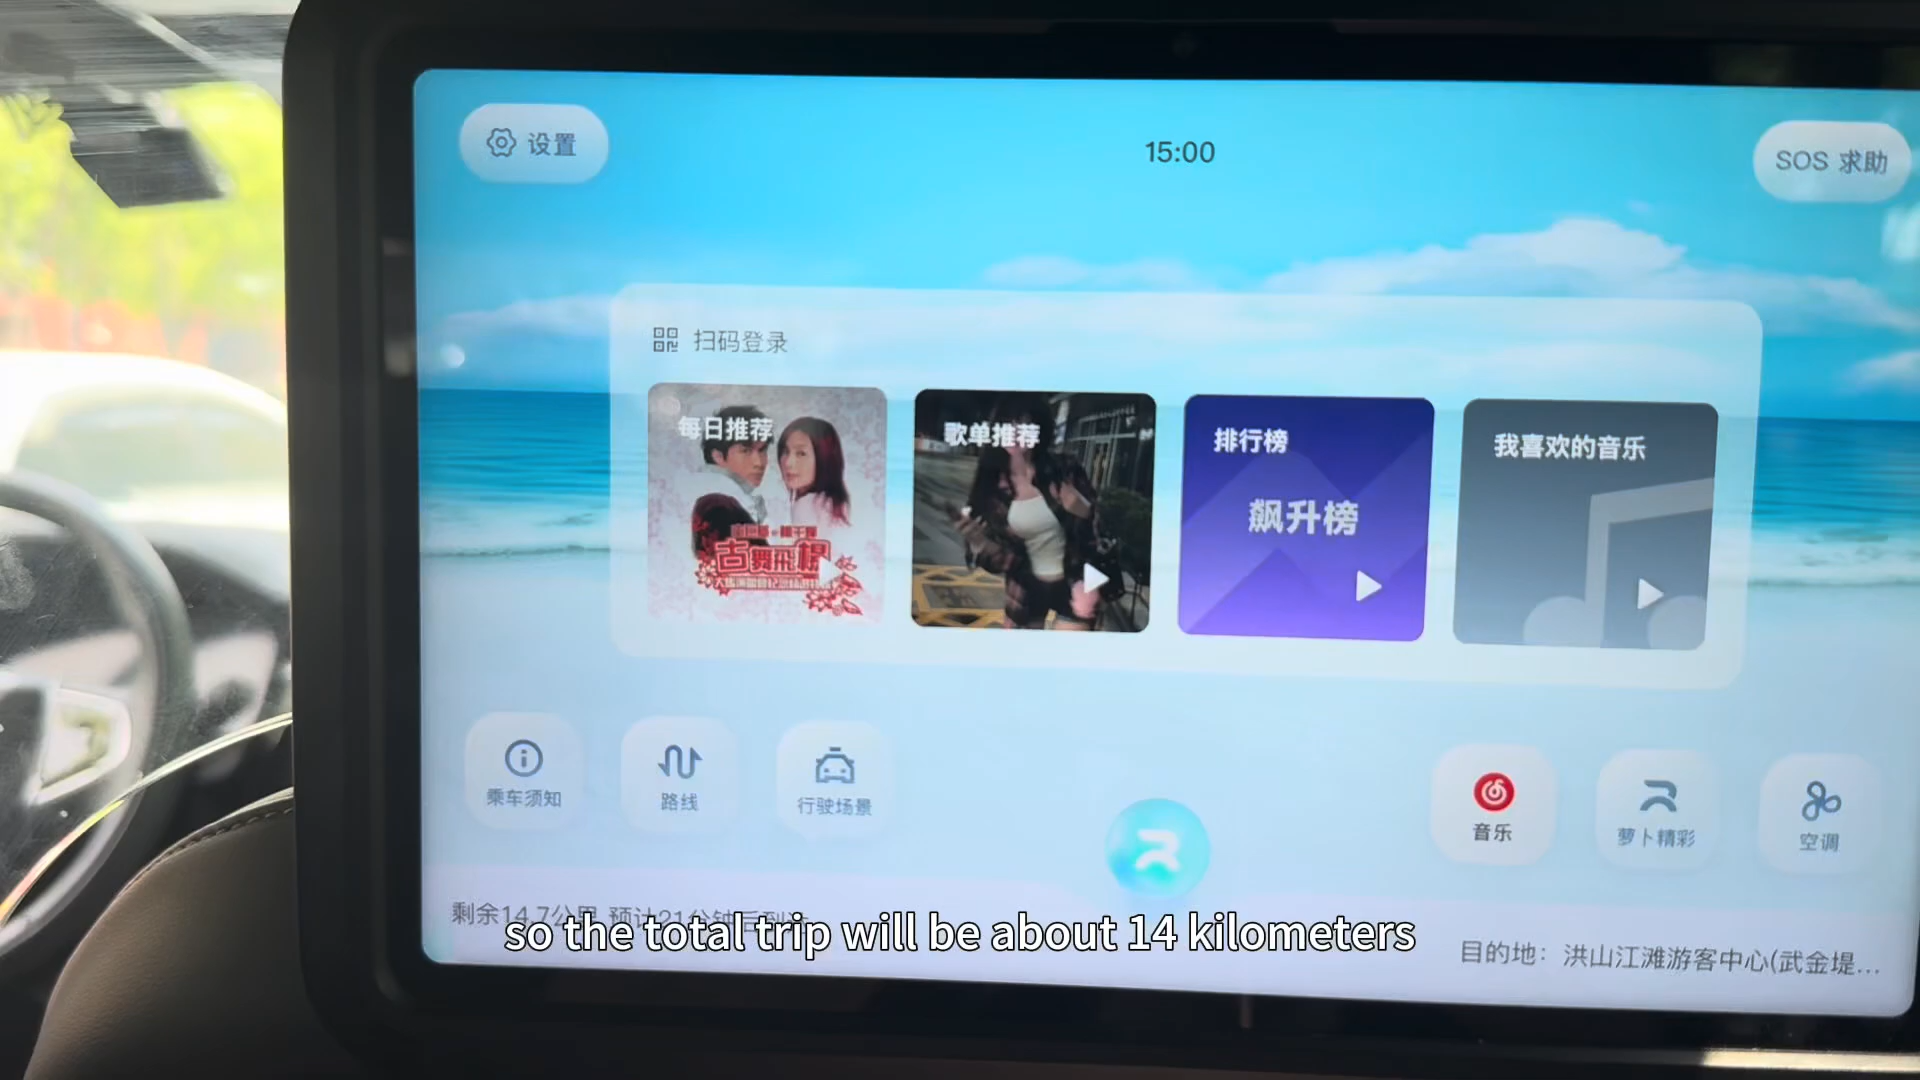 设置
15:00
SOS 求助
扫码登录
每日推荐
歌单推荐
排行榜
我喜欢的音乐
飙升榜
乘车须知
路线
行驶场景
音乐
萝卜精彩
空调
剩余14.7公里 预计21分钟后到达
so the total trip will be about 14 kilometers
目的地：洪山江滩游客中心(武金堤...